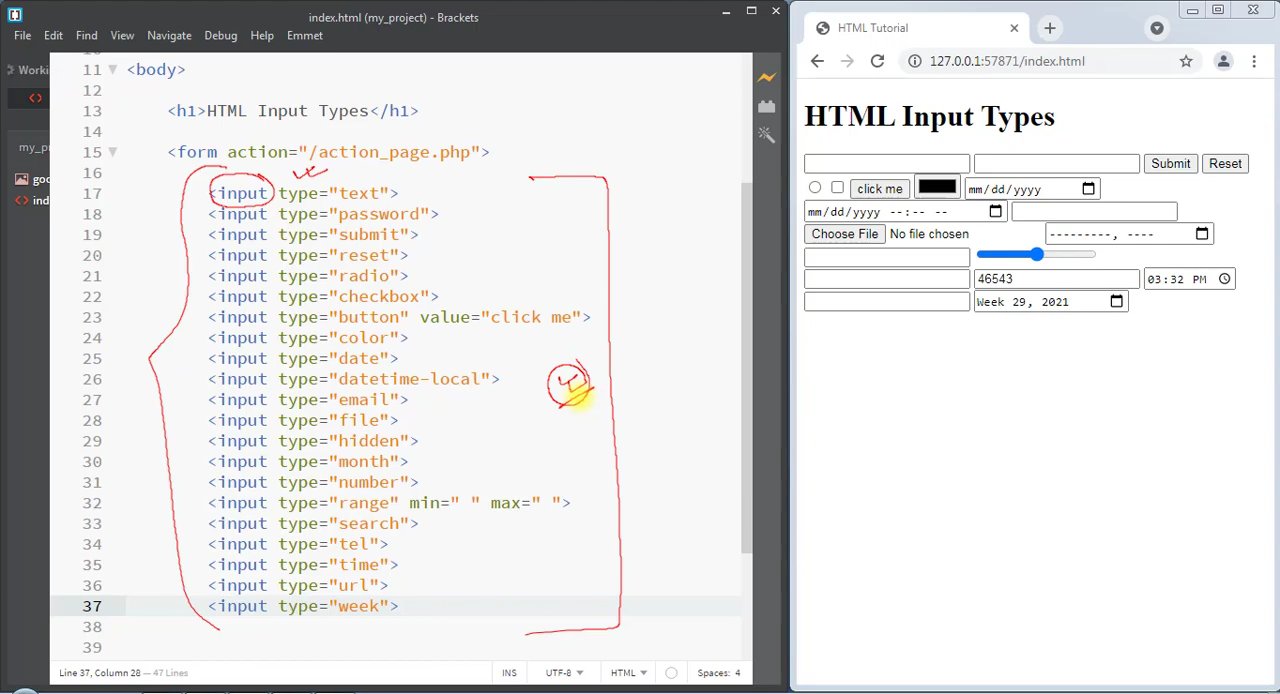 index.html (my_project) - Brackets
File Edit Find View Navigate Debug Help Emmet
Workin
my_pr
goo
ind
10
11 <body>
12
13 <h1>HTML Input Types</h1>
14
15 <form action="/action_page.php">
16
17 <input type="text">
18 <input type="password">
19 <input type="submit">
20 <input type="reset">
21 <input type="radio">
22 <input type="checkbox">
23 <input type="button" value="click me">
24 <input type="color">
25 <input type="date">
26 <input type="datetime-local">
27 <input type="email">
28 <input type="file">
29 <input type="hidden">
30 <input type="month">
31 <input type="number">
32 <input type="range" min=" " max=" ">
33 <input type="search">
34 <input type="tel">
35 <input type="time">
36 <input type="url">
37 <input type="week">
38
39
Line 37, Column 28 — 47 Lines
INS UTF-8 HTML Spaces: 4
HTML Tutorial
127.0.0.1:57871/index.html
HTML Input Types
Submit Reset
click me mm/dd/yyyy
mm/dd/yyyy --:-- --
Choose File No file chosen ---------, ----
46543 03:32 PM
Week 29, 2021